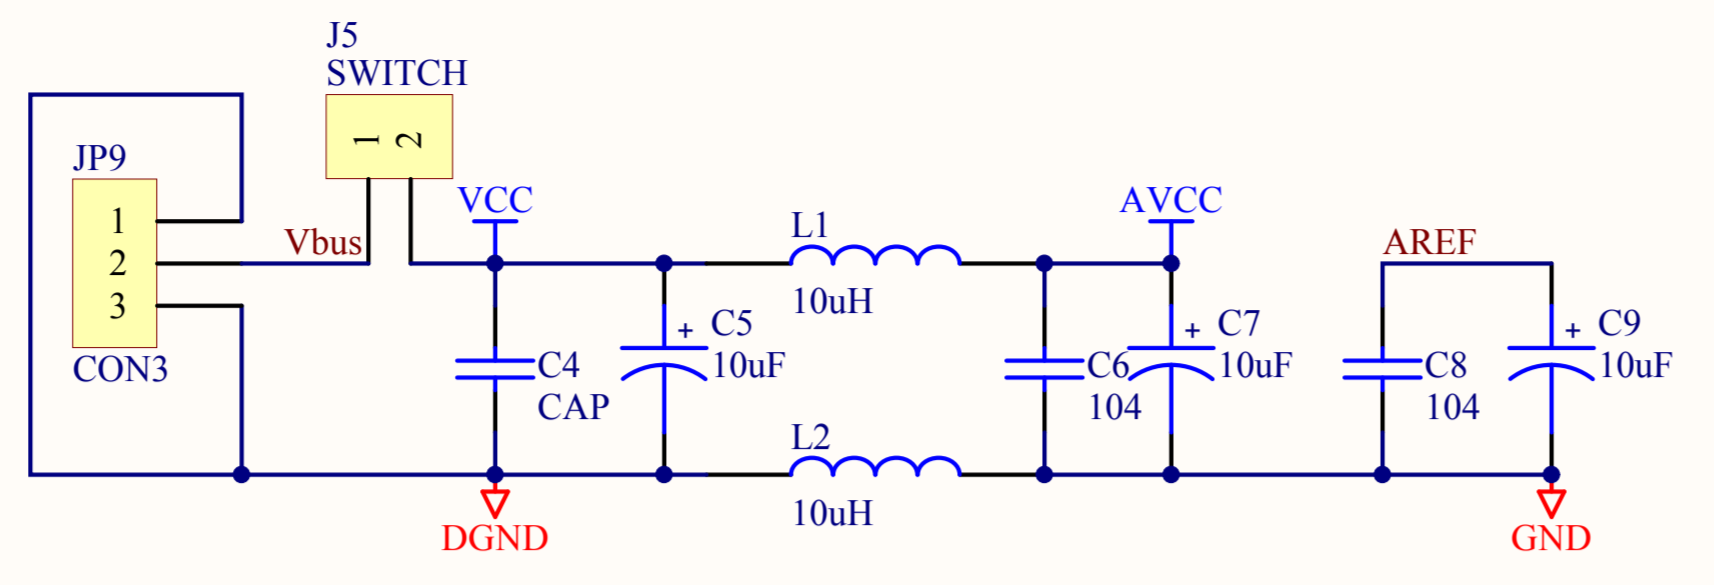 J5
SWITCH
1
2
JP9
1
2
3
CON3
Vbus
VCC
L1
10uH
AVCC
AREF
C4
CAP
+
C5
10uF
C6
104
+
C7
10uF
C8
104
+
C9
10uF
L2
10uH
DGND
GND